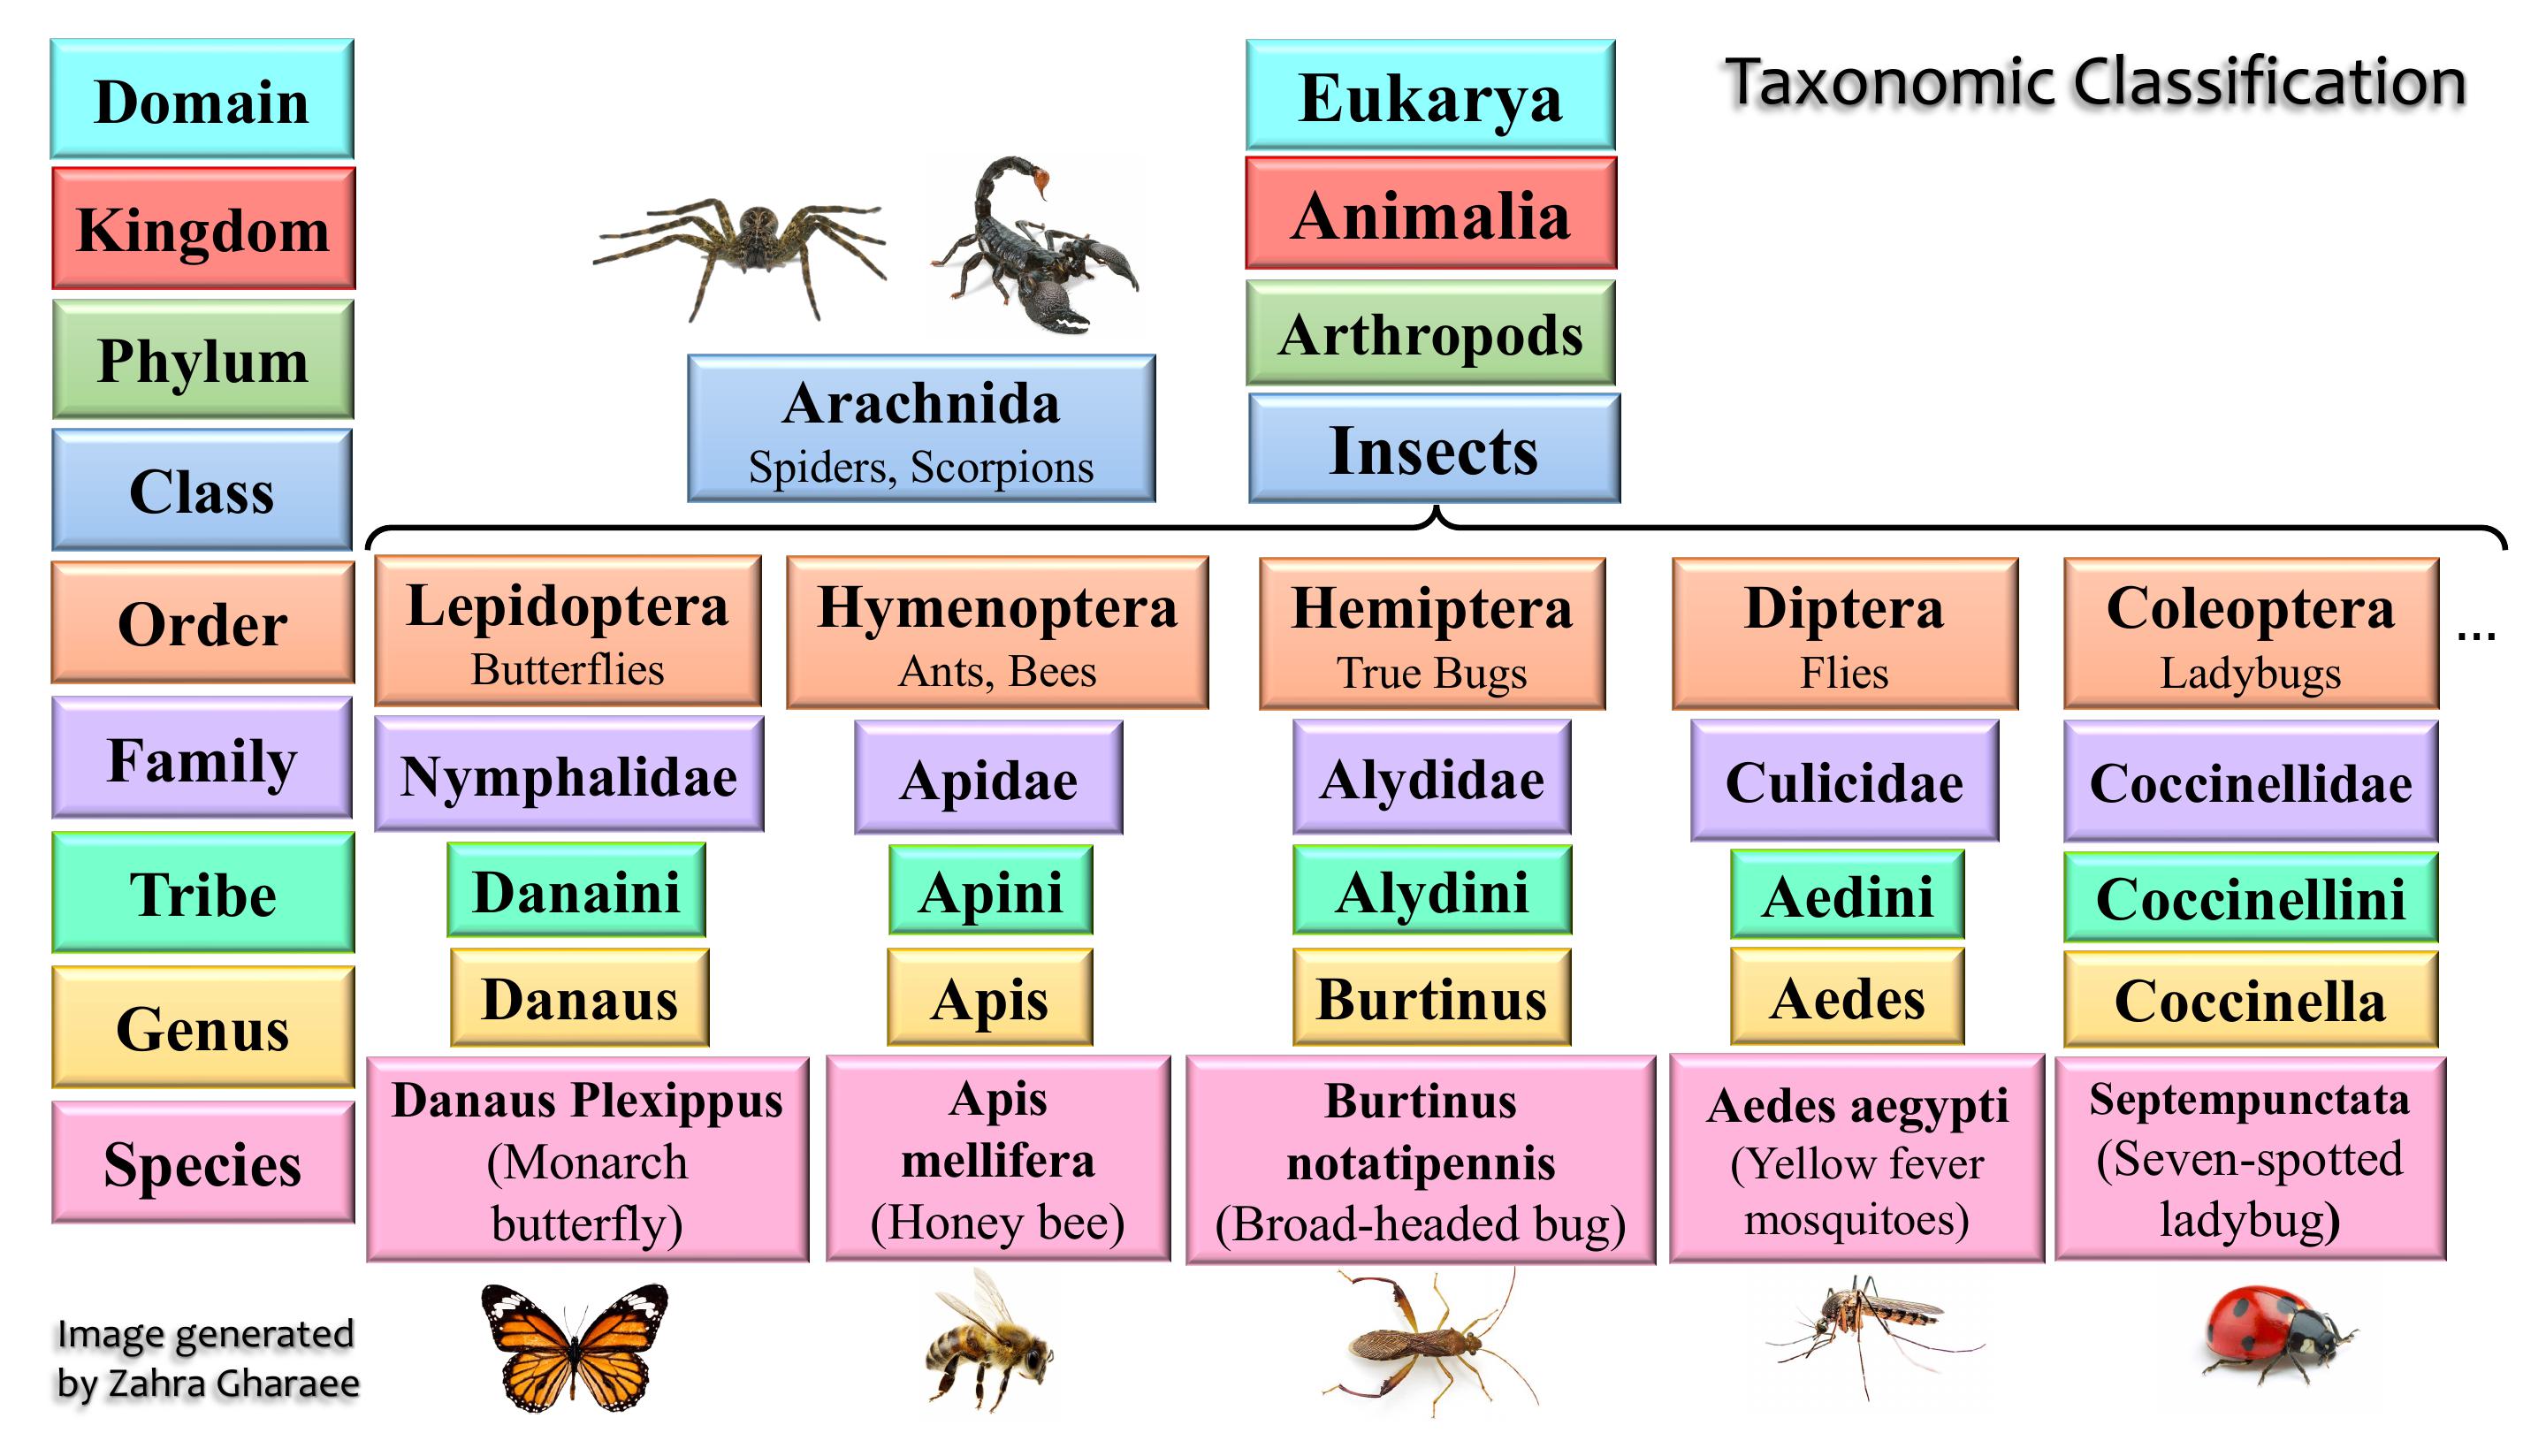 Taxonomic Classification
Domain
Kingdom
Phylum
Class
Order
Family
Tribe
Genus
Species
Eukarya
Animalia
Arthropods
Arachnida
Spiders, Scorpions
Insects
Lepidoptera
Butterflies
Hymenoptera
Ants, Bees
Hemiptera
True Bugs
Diptera
Flies
Coleoptera
Ladybugs
...
Nymphalidae
Apidae
Alydidae
Culicidae
Coccinellidae
Danaini
Apini
Alydini
Aedini
Coccinellini
Danaus
Apis
Burtinus
Aedes
Coccinella
Danaus Plexippus
(Monarch
butterfly)
Apis
mellifera
(Honey bee)
Burtinus
notatipennis
(Broad-headed bug)
Aedes aegypti
(Yellow fever
mosquitoes)
Septempunctata
(Seven-spotted
ladybug)
Image generated
by Zahra Gharaee